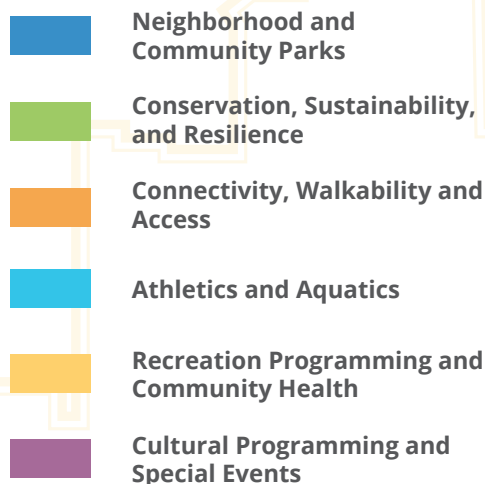 Neighborhood and
Community Parks
Conservation, Sustainability,
and Resilience
Connectivity, Walkability and
Access
Athletics and Aquatics
Recreation Programming and
Community Health
Cultural Programming and
Special Events